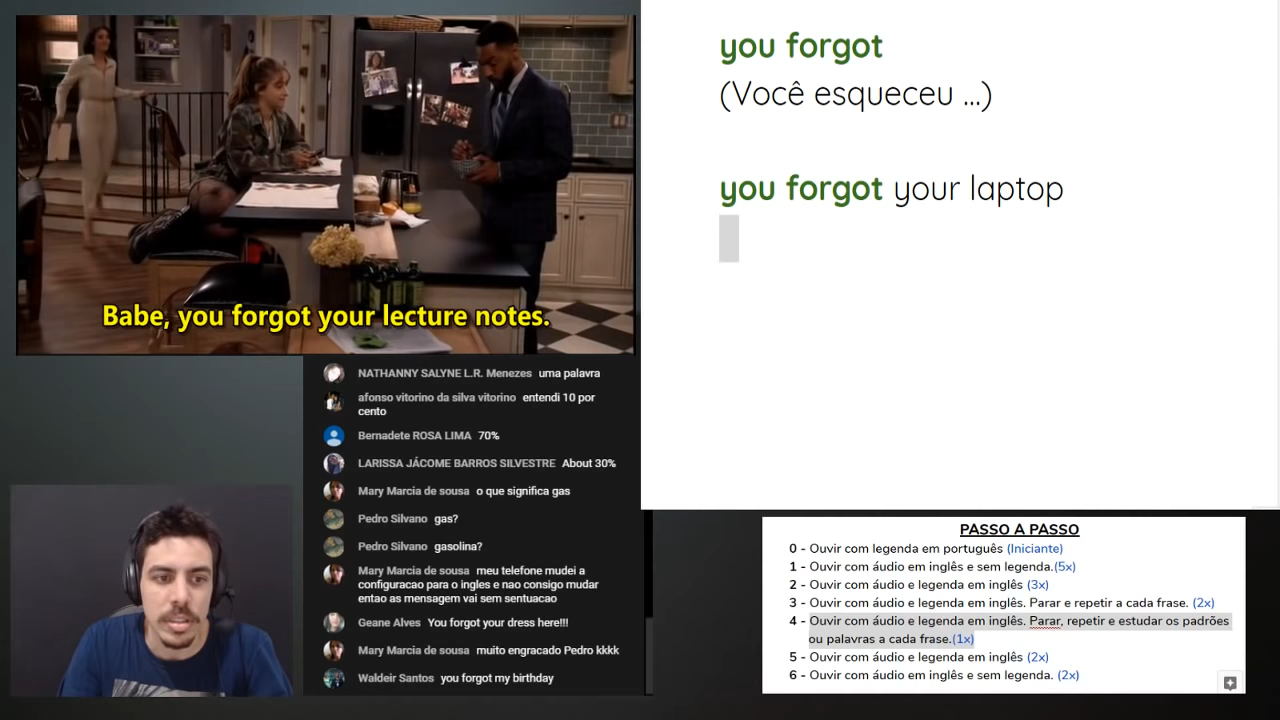 Babe, you forgot your lecture notes.
you forgot
(Você esqueceu ...)
you forgot your laptop
NATHANNY SALYNE L.R. Menezes uma palavra
afonso vitorino da silva vitorino entendi 10 por
cento
Bernadete ROSA LIMA 70%
LARISSA JÁCOME BARROS SILVESTRE About 30%
Mary Marcia de sousa o que significa gas
Pedro Silvano gas?
Pedro Silvano gasolina?
Mary Marcia de sousa meu telefone mudei a
configuracao para o ingles e nao consigo mudar
entao as mensagem vai sem sentuacao
Geane Alves You forgot your dress here!!!
Mary Marcia de sousa muito engracado Pedro kkkk
Waldeir Santos you forgot my birthday
PASSO A PASSO
0 - Ouvir com legenda em português (Iniciante)
1 - Ouvir com áudio em inglês e sem legenda.(5x)
2 - Ouvir com áudio e legenda em inglês (3x)
3 - Ouvir com áudio e legenda em inglês. Parar e repetir a cada frase. (2x)
4 - Ouvir com áudio e legenda em inglês. Parar, repetir e estudar os padrões
ou palavras a cada frase.(1x)
5 - Ouvir com áudio e legenda em inglês (2x)
6 - Ouvir com áudio em inglês e sem legenda. (2x)